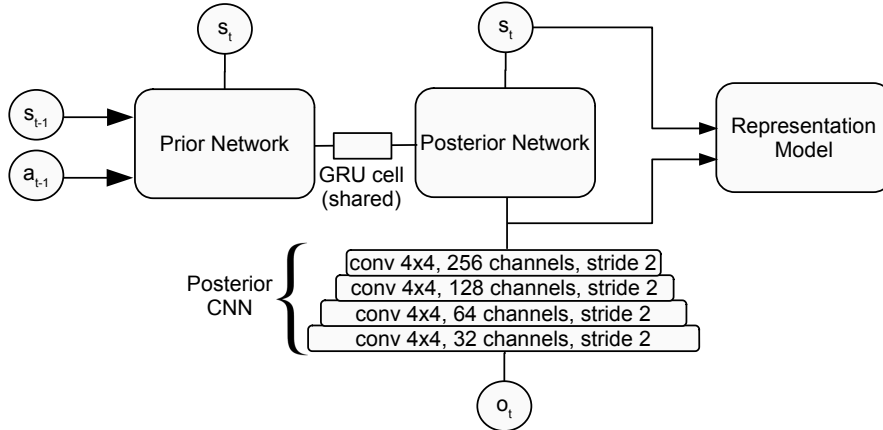 s_t
s_t
s_{t-1}
Prior Network
Posterior Network
Representation
Model
a_{t-1}
GRU cell
(shared)
Posterior
CNN
conv 4x4, 256 channels, stride 2
conv 4x4, 128 channels, stride 2
conv 4x4, 64 channels, stride 2
conv 4x4, 32 channels, stride 2
o_t